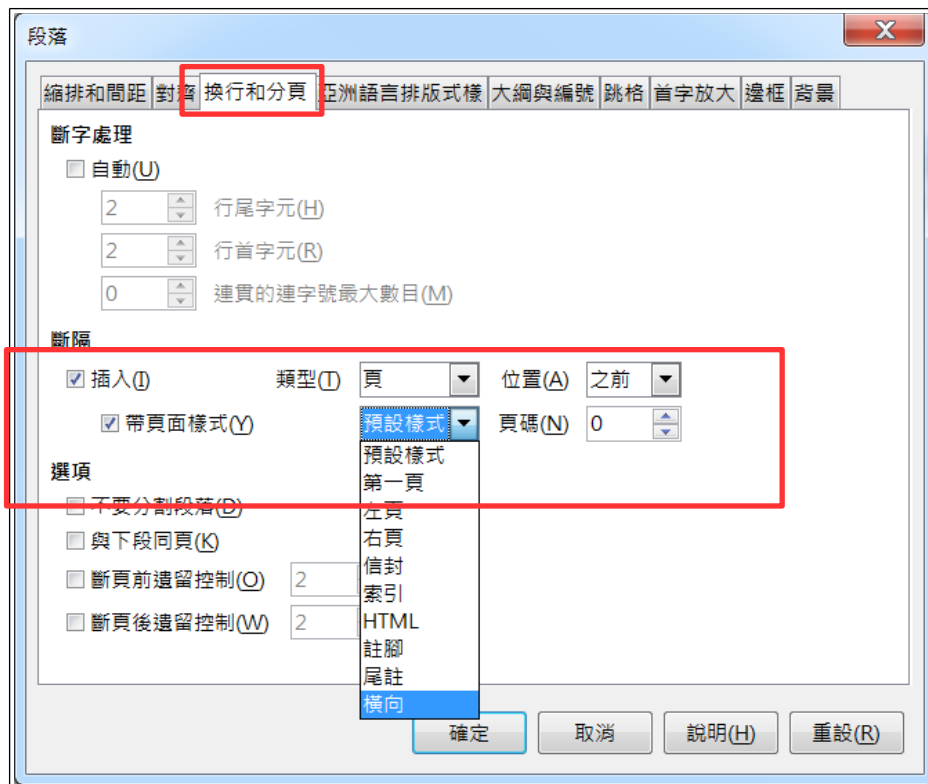 段落
X
縮排和間距 對齊 換行和分頁 亞洲語言排版式樣 大綱與編號 跳格 首字放大 邊框 背景
斷字處理
自動(U)
2 行尾字元(H)
2 行首字元(R)
0 連貫的連字號最大數目(M)
斷隔
插入(I) 類型(T) 頁 位置(A) 之前
帶頁面樣式(Y) 預設樣式 頁碼(N) 0
預設樣式
選項
第一頁
不要分割段落(D)
左頁
與下段同頁(K)
右頁
信封
斷頁前遺留控制(O) 2
索引
斷頁後遺留控制(W) 2
HTML
註腳
尾註
橫向
確定 取消 說明(H) 重設(R)